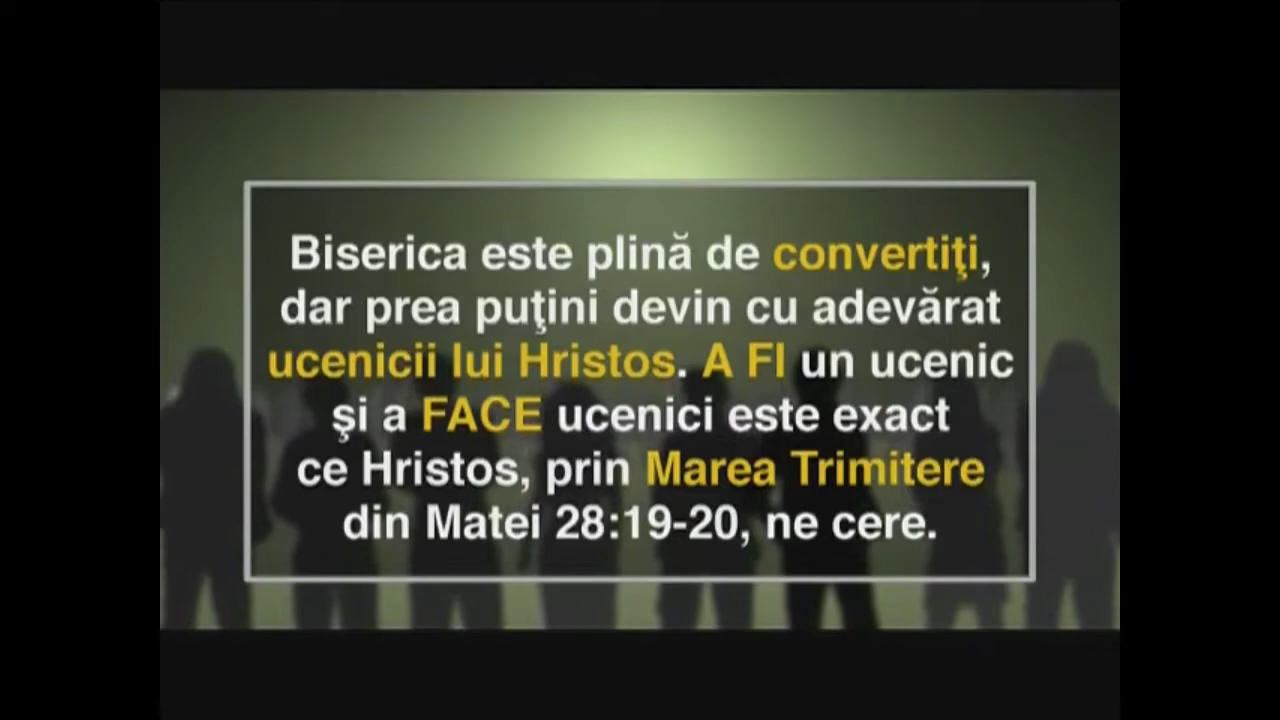 Biserica este plină de convertiţi,
dar prea puţini devin cu adevărat
ucenicii lui Hristos. A FI un ucenic
şi a FACE ucenici este exact
ce Hristos, prin Marea Trimitere
din Matei 28:19-20, ne cere.